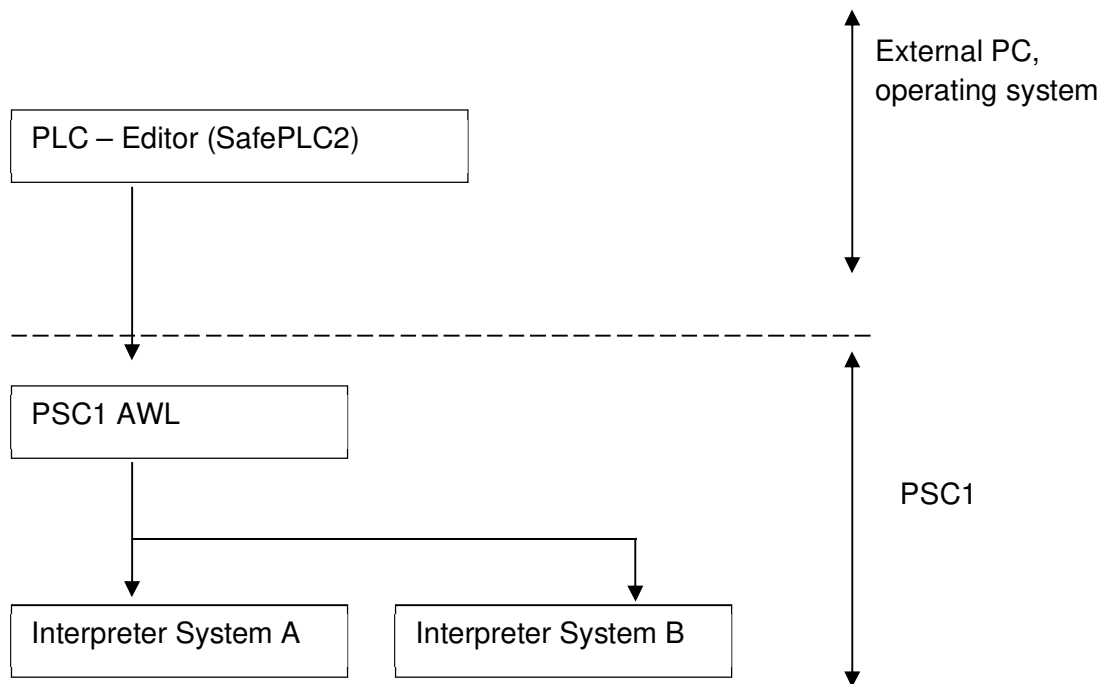 External PC,
operating system
PLC – Editor (SafePLC2)
PSC1 AWL
PSC1
Interpreter System A
Interpreter System B